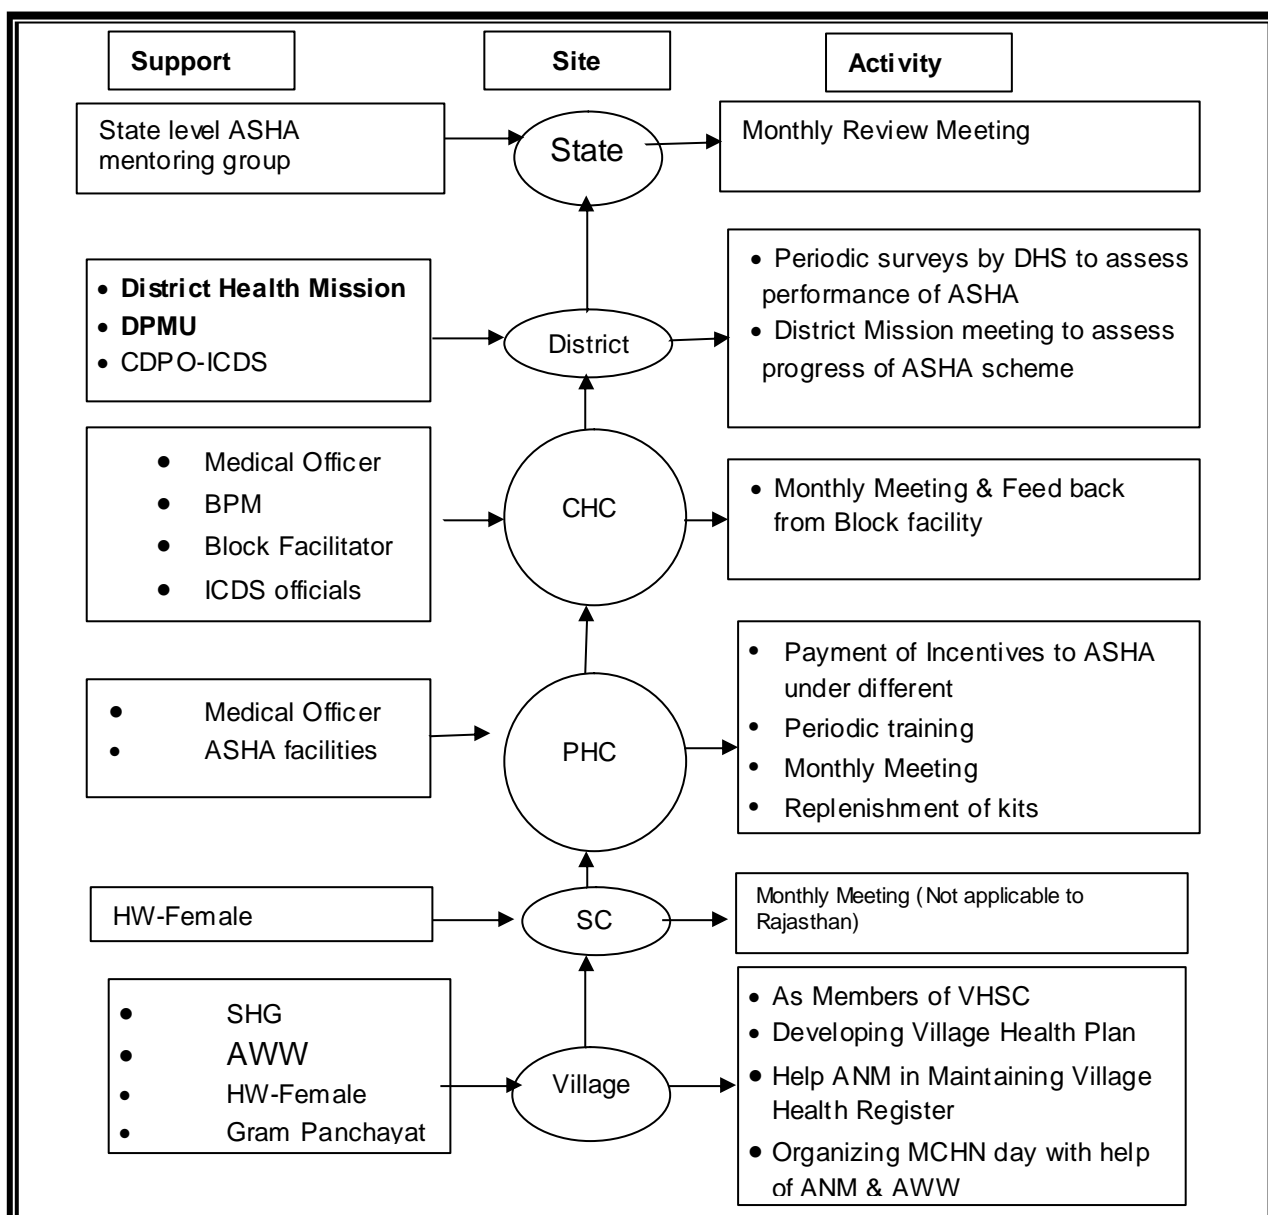 Support
Site
Activity
State level ASHA
mentoring group
State
Monthly Review Meeting
• District Health Mission
• DPMU
• CDPO-ICDS
District
• Periodic surveys by DHS to assess
performance of ASHA
• District Mission meeting to assess
progress of ASHA scheme
• Medical Officer
• BPM
• Block Facilitator
• ICDS officials
CHC
• Monthly Meeting & Feed back
from Block facility
• Medical Officer
• ASHA facilities
PHC
• Payment of Incentives to ASHA
under different
• Periodic training
• Monthly Meeting
• Replenishment of kits
HW-Female
SC
Monthly Meeting (Not applicable to
Rajasthan)
• SHG
• AWW
• HW-Female
• Gram Panchayat
Village
• As Members of VHSC
• Developing Village Health Plan
• Help ANM in Maintaining Village
Health Register
• Organizing MCHN day with help
of ANM & AWW